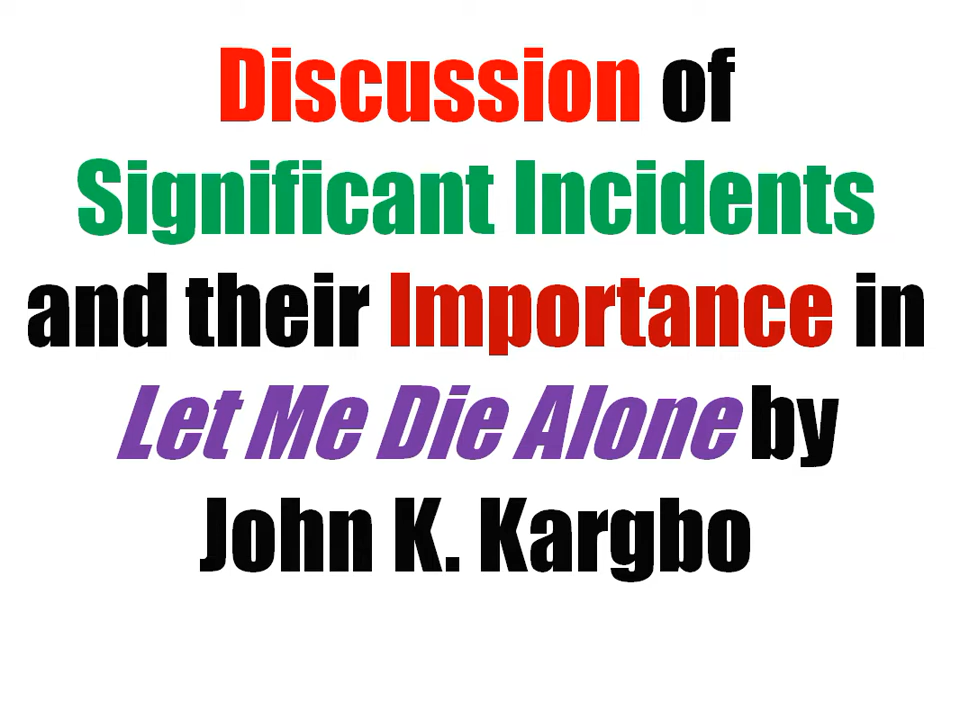 Discussion of
Significant Incidents
and their Importance in
Let Me Die Alone by
John K. Kargbo